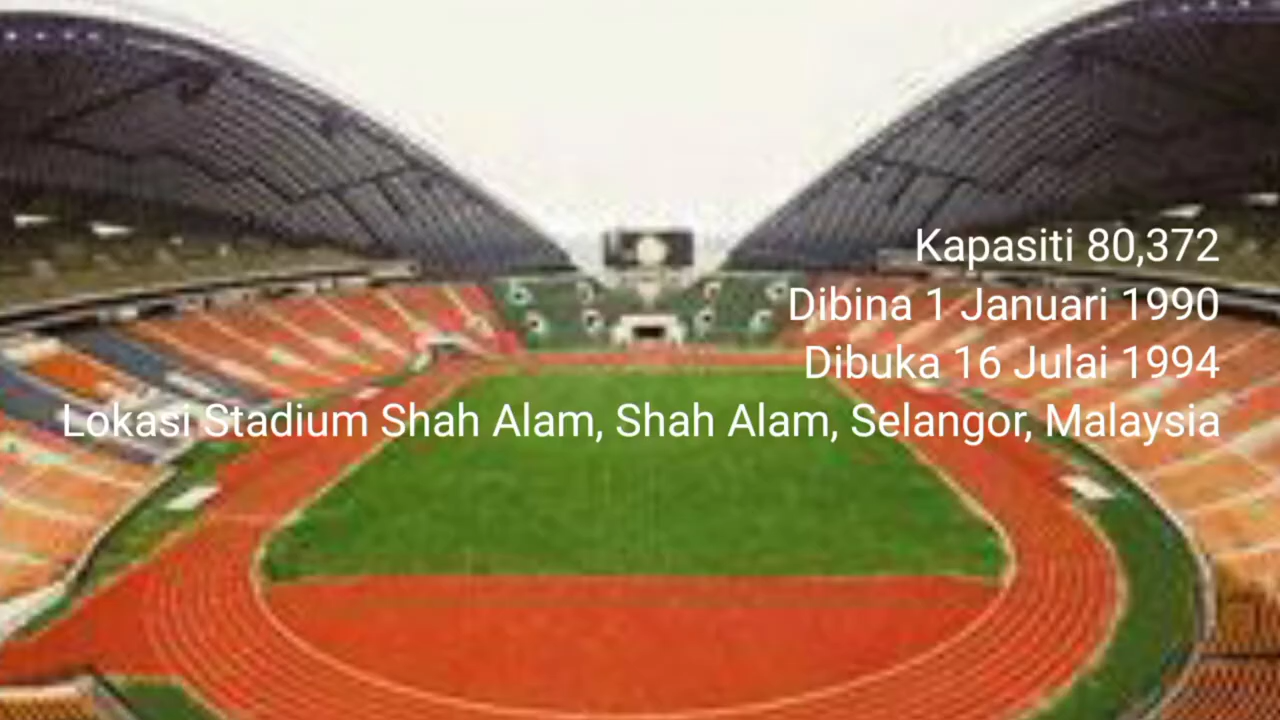 Kapasiti 80,372
Dibina 1 Januari 1990
Dibuka 16 Julai 1994
Lokasi Stadium Shah Alam, Shah Alam, Selangor, Malaysia